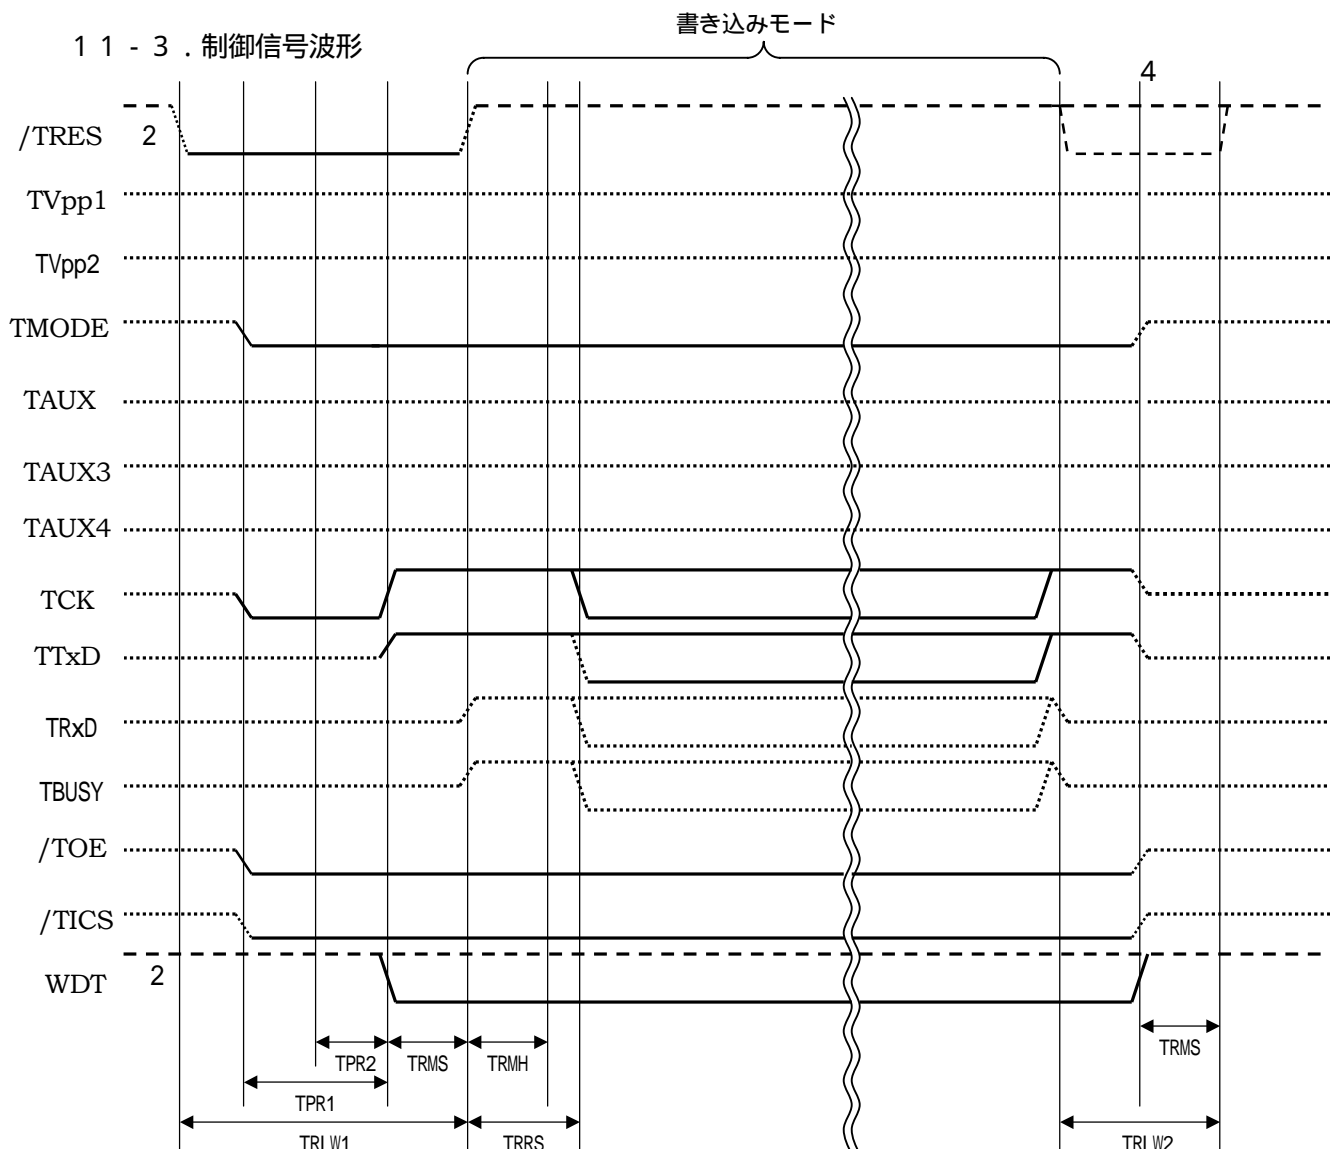 書き込みモード
１１-３．制御信号波形
4
/TRES 2
TVpp1
TVpp2
TMODE
TAUX
TAUX3
TAUX4
TCK
TTxD
TRxD
TBUSY
/TOE
/TICS
WDT 2
TPR2 TRMS TRMH TRMS
TPR1
TRLW1 TRRS TRLW2